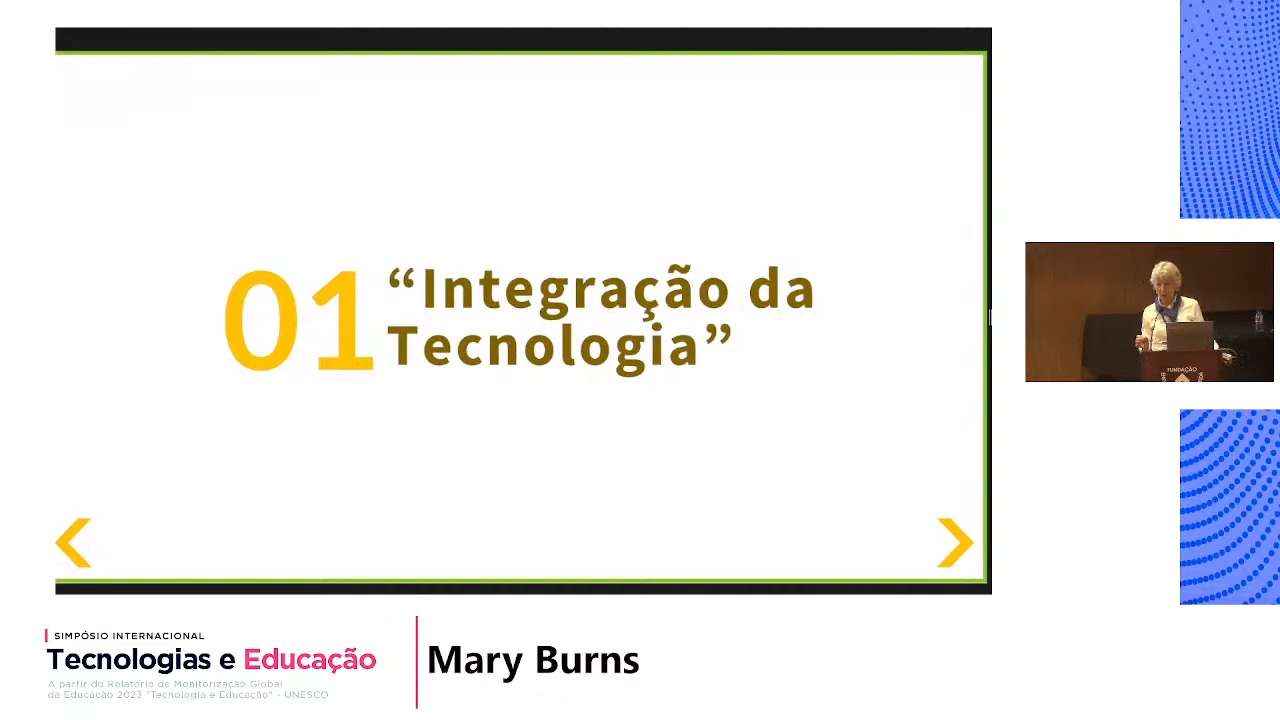 01
“Integração da
Tecnologia”
FUNDAÇÃO
SIMPÓSIO INTERNACIONAL
Tecnologias e Educação
A partir do Relatório de Monitorização Global
da Educação 2023 "Tecnologia e Educação" - UNESCO
Mary Burns